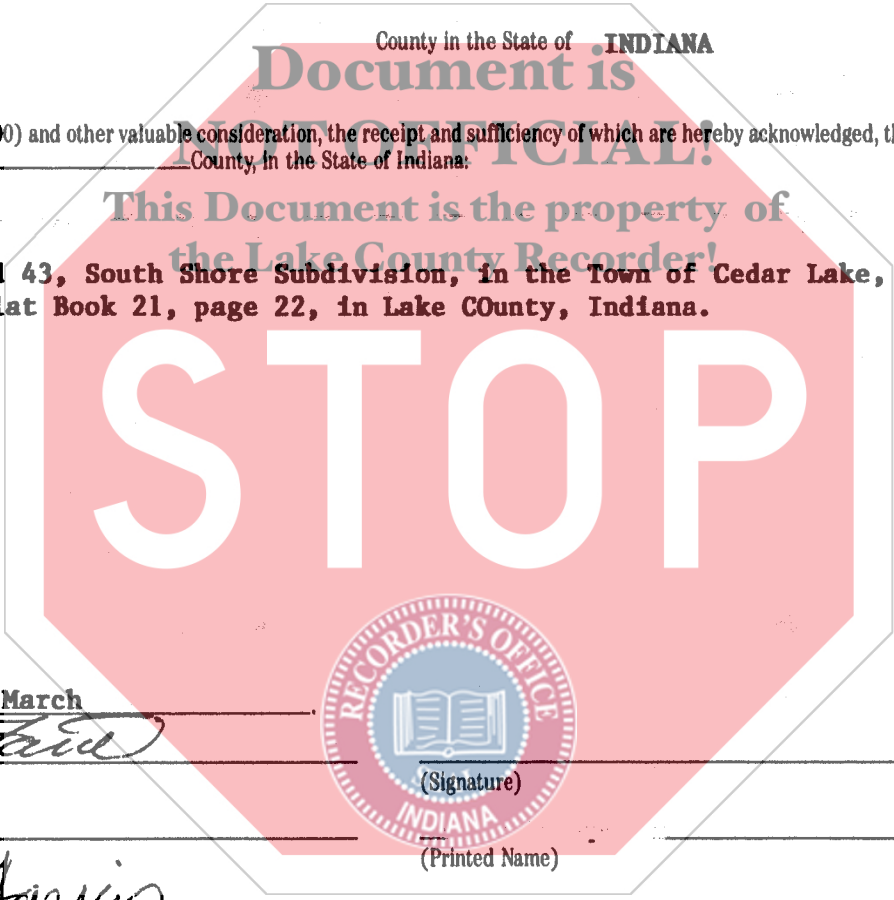 County in the State of INDIANA
Document is
00) and other valuable consideration, the receipt and sufficiency of which are hereby acknowledged, th
NOT OFFICIAL!
County, in the State of Indiana:
This Document is the property of
the Lake County Recorder!
43, South Shore Subdivision, in the Town of Cedar Lake,
lat Book 21, page 22, in Lake COunty, Indiana.
STOP
RECORDER'S OFFICE
March
(Signature)
INDIANA
(Printed Name)